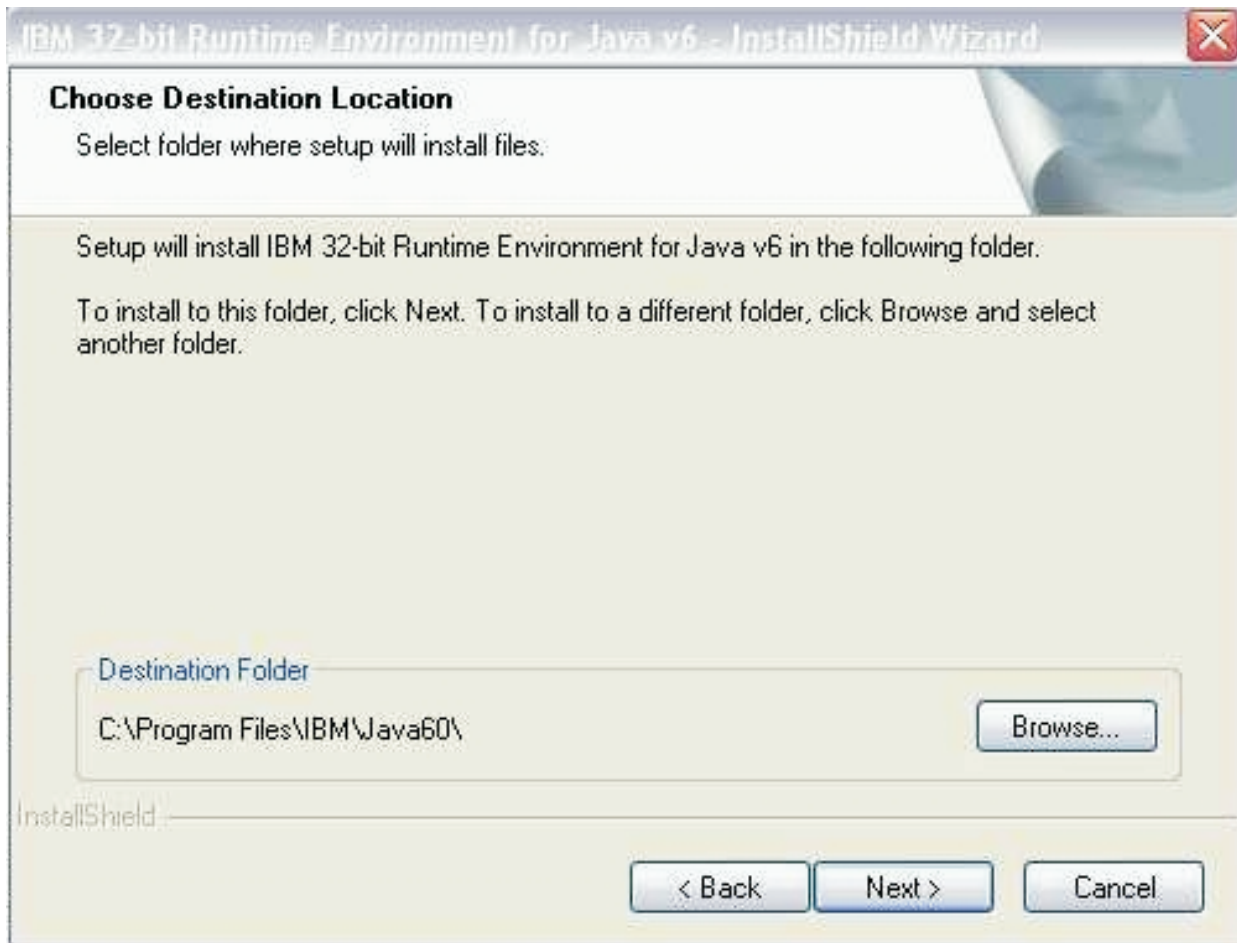 IBM 32-bit Runtime Environment for Java v6 - InstallShield Wizard
Choose Destination Location
Select folder where setup will install files.
Setup will install IBM 32-bit Runtime Environment for Java v6 in the following folder.
To install to this folder, click Next. To install to a different folder, click Browse and select
another folder.
Destination Folder
C:\Program Files\IBM\Java60\
Browse...
InstallShield
< Back
Next >
Cancel